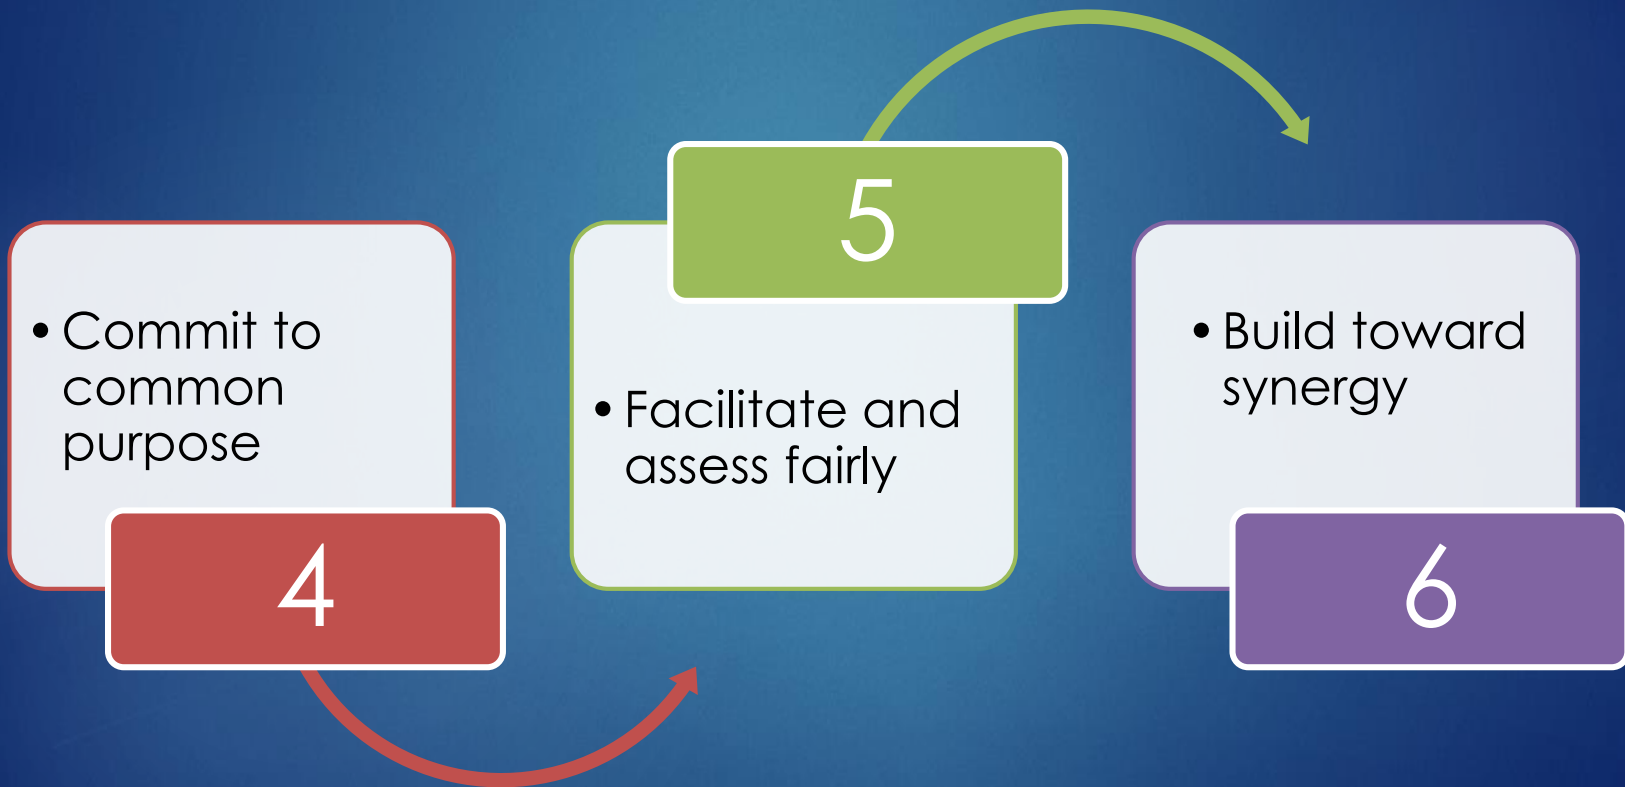 • Commit to
common
purpose
4
5
• Facilitate and
assess fairly
• Build toward
synergy
6